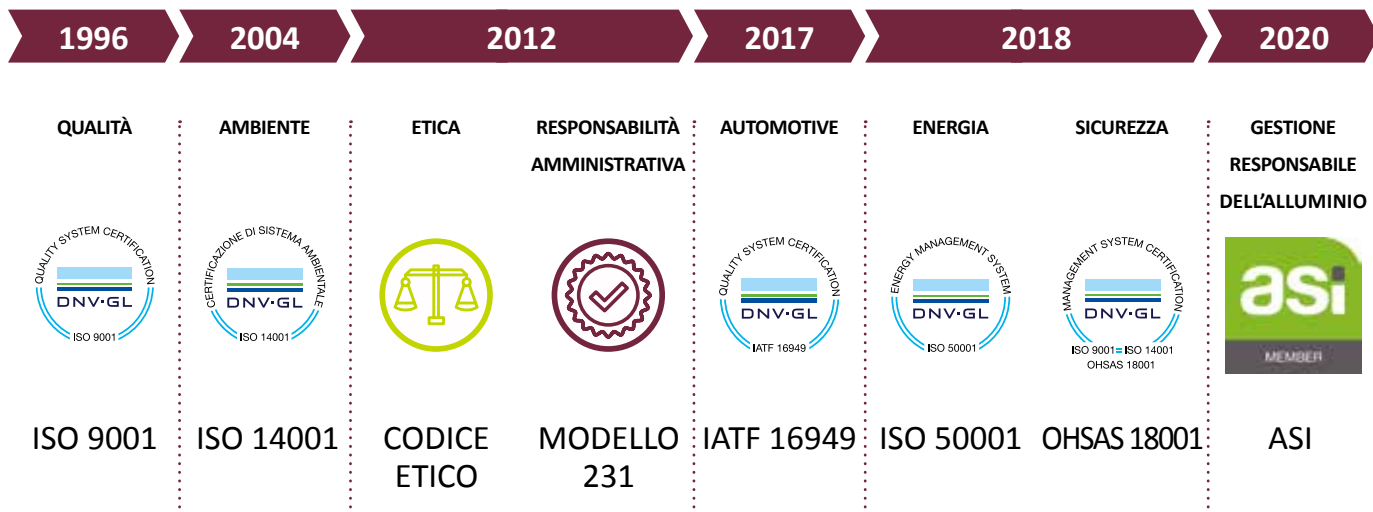 1996
2004
2012
2017
2018
2020
QUALITÀ
AMBIENTE
ETICA
RESPONSABILITÀ
AMMINISTRATIVA
AUTOMOTIVE
ENERGIA
SICUREZZA
GESTIONE
RESPONSABILE
DELL'ALLUMINIO
QUALITY SYSTEM CERTIFICATION
DNV·GL
ISO 9001
CERTIFICAZIONE DI SISTEMA AMBIENTALE
DNV·GL
ISO 14001
QUALITY SYSTEM CERTIFICATION
DNV·GL
IATF 16949
ENERGY MANAGEMENT SYSTEM
DNV·GL
ISO 50001
MANAGEMENT SYSTEM CERTIFICATION
DNV·GL
ISO 9001 = ISO 14001
OHSAS 18001
asi
MEMBER
ISO 9001
ISO 14001
CODICE
ETICO
MODELLO
231
IATF 16949
ISO 50001
OHSAS 18001
ASI